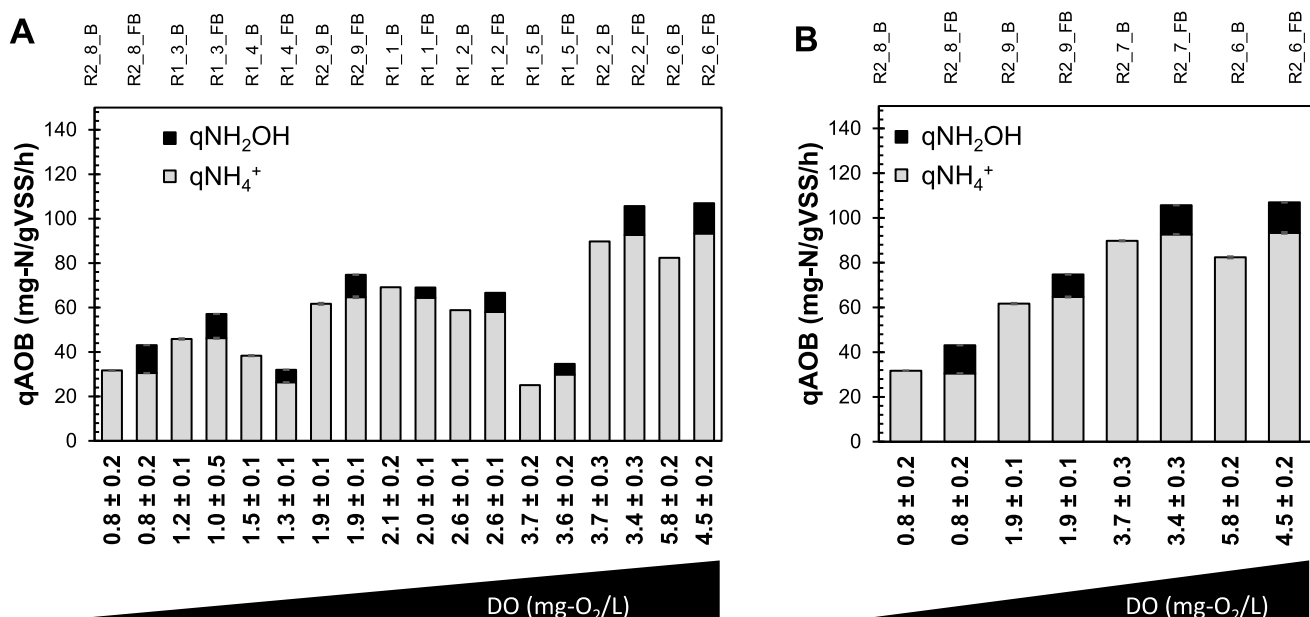 A
R2_8_B
R2_8_FB
R1_3_B
R1_3_FB
R1_4_B
R1_4_FB
R2_9_B
R2_9_FB
R1_1_B
R1_1_FB
R1_2_B
R1_2_FB
R1_5_B
R1_5_FB
R2_2_B
R2_2_FB
R2_6_B
R2_6_FB
qAOB (mg-N/gVSS/h)
140
120
100
80
60
40
20
0
qNH₂OH
qNH₄⁺
0.8 ± 0.2
0.8 ± 0.2
1.2 ± 0.1
1.0 ± 0.5
1.5 ± 0.1
1.3 ± 0.1
1.9 ± 0.1
1.9 ± 0.1
2.1 ± 0.2
2.0 ± 0.1
2.6 ± 0.1
2.6 ± 0.1
3.7 ± 0.2
3.6 ± 0.2
3.7 ± 0.3
3.4 ± 0.3
5.8 ± 0.2
4.5 ± 0.2
DO (mg-O₂/L)
B
R2_8_B
R2_8_FB
R2_9_B
R2_9_FB
R2_7_B
R2_7_FB
R2_6_B
R2_6_FB
qAOB (mg-N/gVSS/h)
140
120
100
80
60
40
20
0
qNH₂OH
qNH₄⁺
0.8 ± 0.2
0.8 ± 0.2
1.9 ± 0.1
1.9 ± 0.1
3.7 ± 0.3
3.4 ± 0.3
5.8 ± 0.2
4.5 ± 0.2
DO (mg-O₂/L)